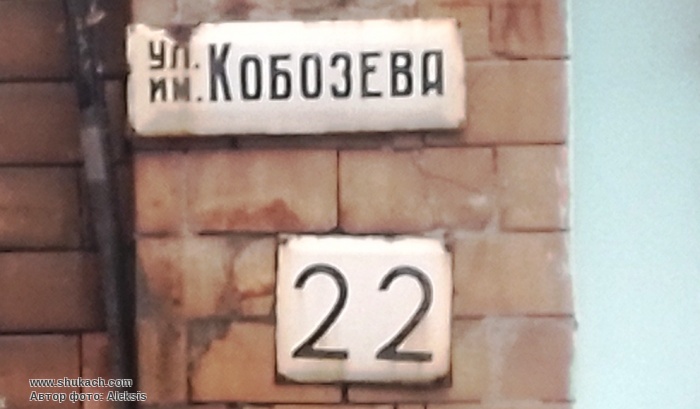 ул.
им. КОБОЗЕВА
22
www.shukach.com
Автор фото: Aleksis